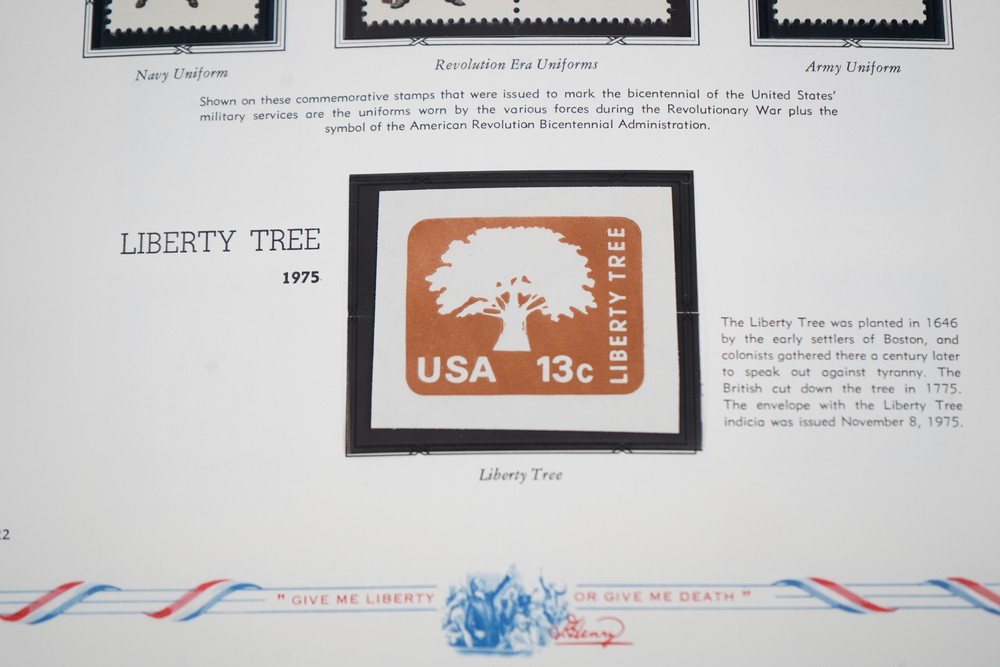 Navy Uniform
Revolution Era Uniforms
Army Uniform
Shown on these commemorative stamps that were issued to mark the bicentennial of the United States'
military services are the uniforms worn by the various forces during the Revolutionary War plus the
symbol of the American Revolution Bicentennial Administration.
LIBERTY TREE
1975
USA 13c
LIBERTY TREE
The Liberty Tree was planted in 1646
by the early settlers of Boston, and
colonists gathered there a century later
to speak out against tyranny. The
British cut down the tree in 1775.
The envelope with the Liberty Tree
indicia was issued November 8, 1975.
Liberty Tree
" GIVE ME LIBERTY OR GIVE ME DEATH "
P. Henry